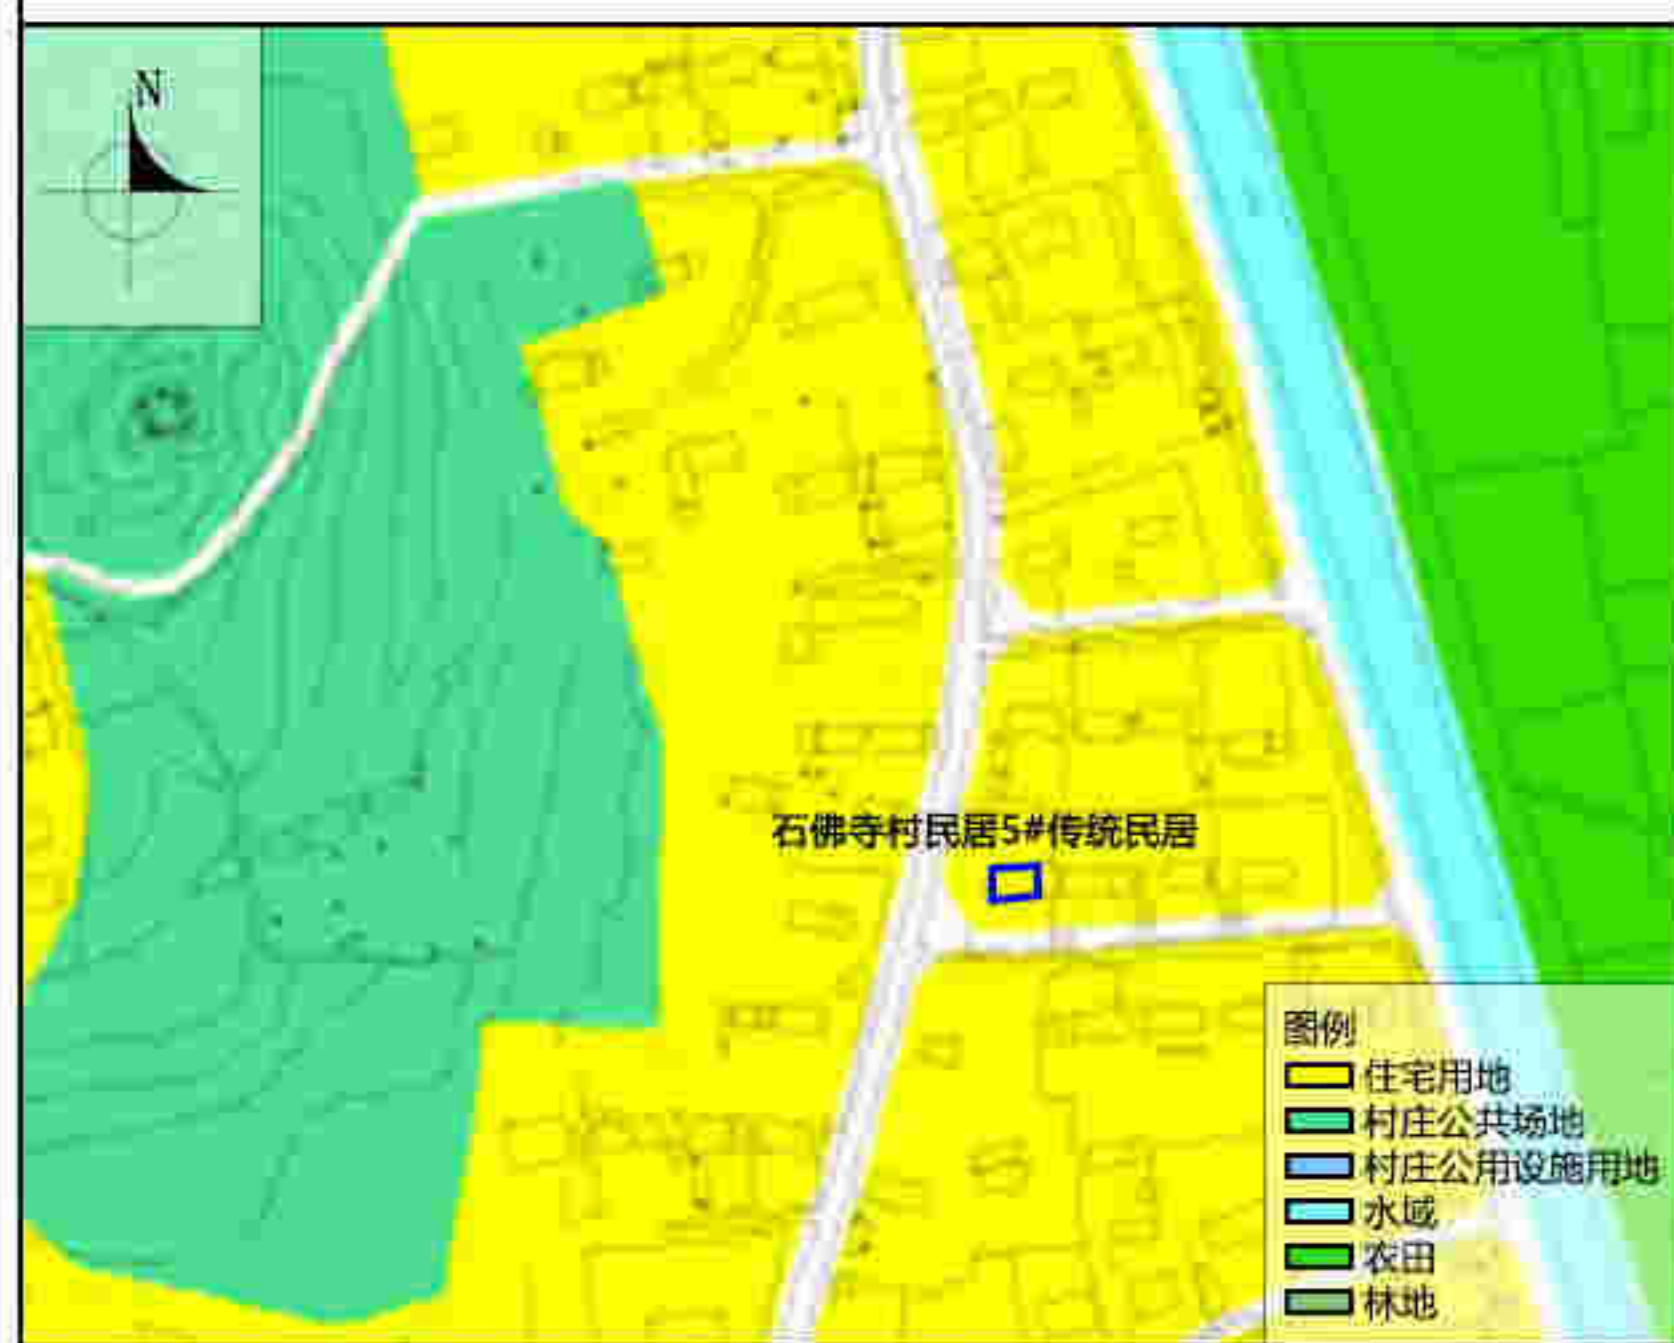 N
石佛寺村民居5#传统民居
图例
住宅用地
村庄公共场地
村庄公用设施用地
水域
农田
林地